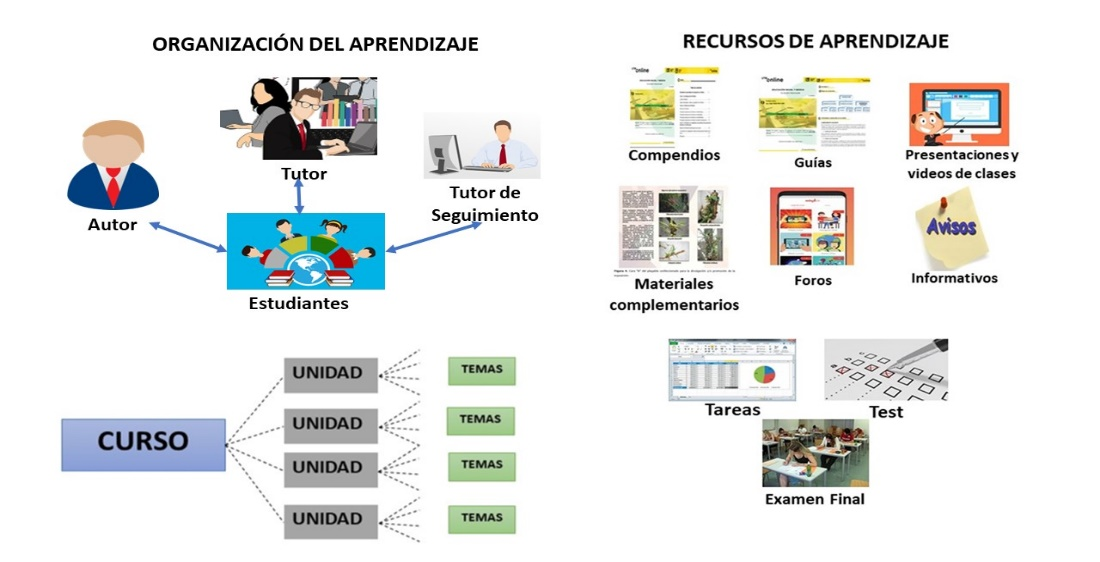 ORGANIZACIÓN DEL APRENDIZAJE
Autor
Tutor
Tutor de
Seguimiento
Estudiantes
CURSO
UNIDAD
TEMAS
UNIDAD
TEMAS
UNIDAD
TEMAS
UNIDAD
TEMAS
RECURSOS DE APRENDIZAJE
online
Compendios
Guías
Presentaciones y
videos de clases
Materiales
complementarios
Foros
Avisos
Informativos
Tareas
Test
Examen Final